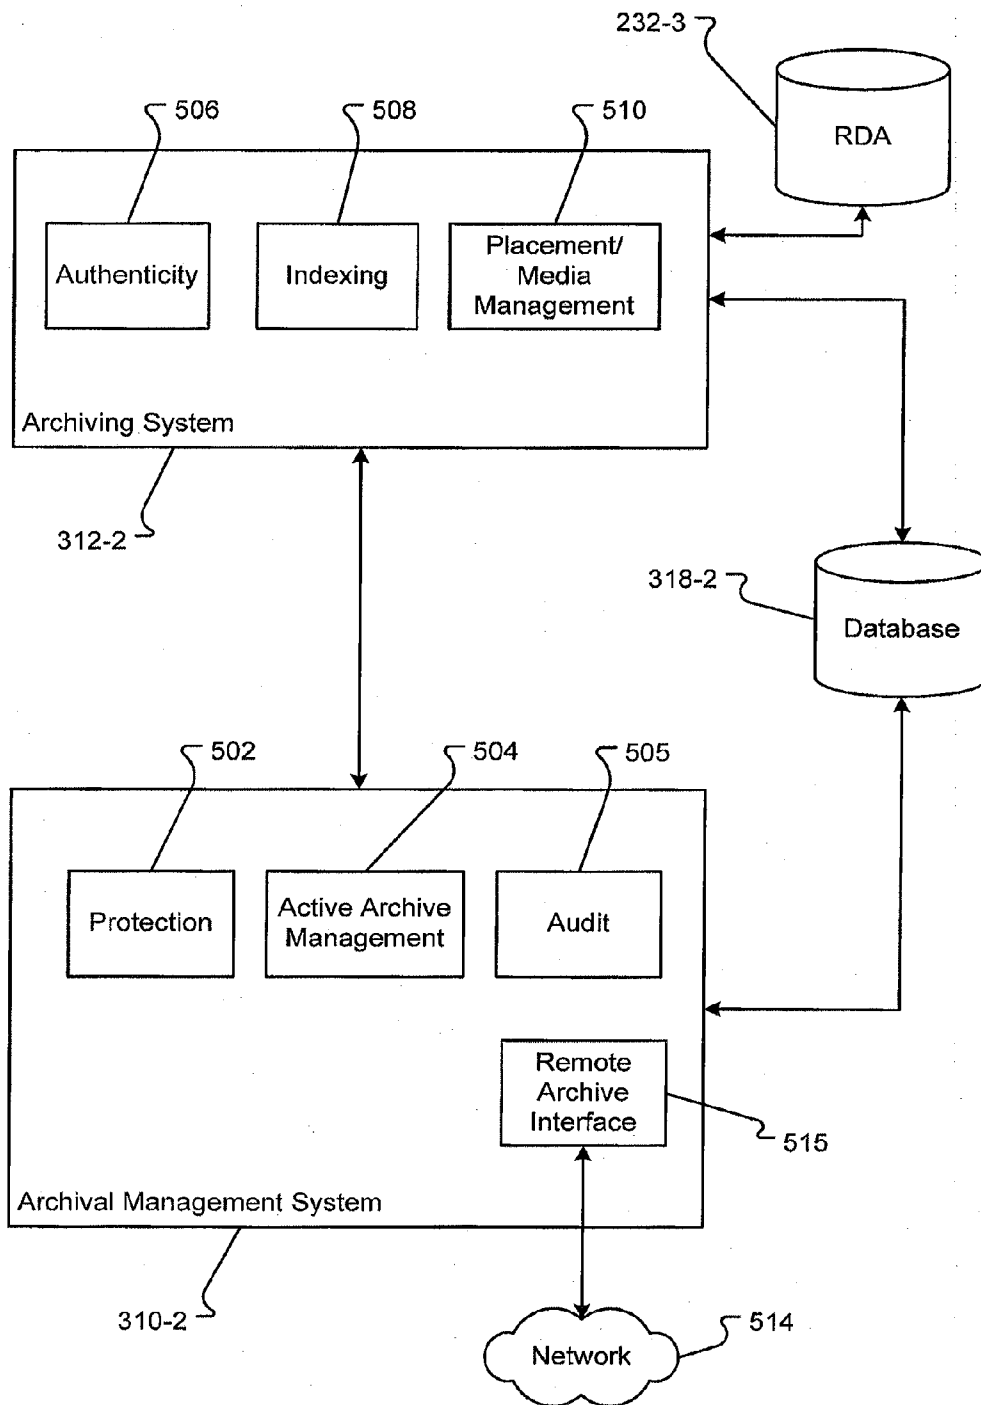 232-3
RDA
506
508
510
Authenticity
Indexing
Placement/
Media
Management
Archiving System
312-2
318-2
Database
502
504
505
Protection
Active Archive
Management
Audit
Remote
Archive
Interface
515
Archival Management System
310-2
514
Network